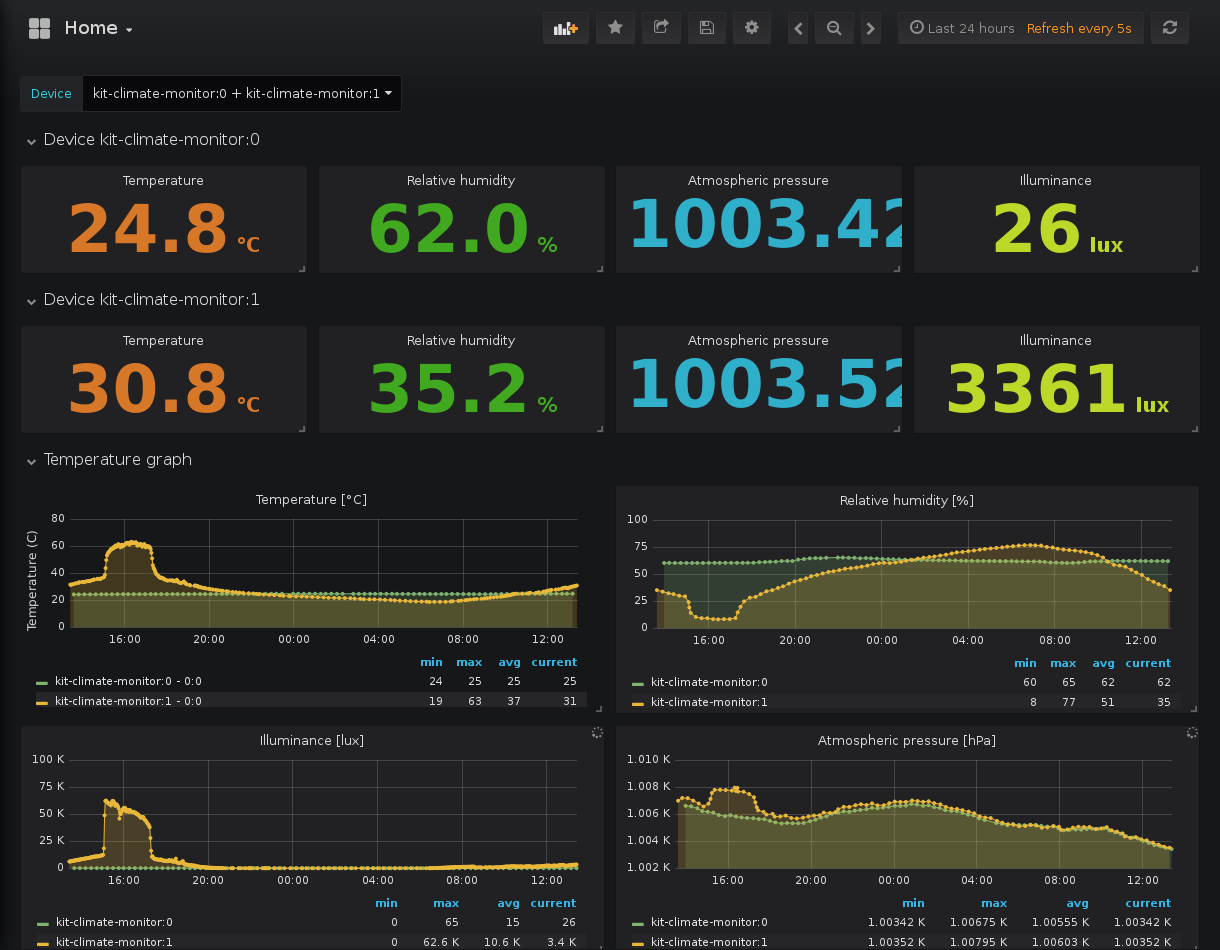 Home
Last 24 hours Refresh every 5s
Device kit-climate-monitor:0 + kit-climate-monitor:1
Device kit-climate-monitor:0
Temperature Relative humidity Atmospheric pressure Illuminance
24.8 °C 62.0 % 1003.42 26 lux
Device kit-climate-monitor:1
Temperature Relative humidity Atmospheric pressure Illuminance
30.8 °C 35.2 % 1003.52 3361 lux
Temperature graph
Temperature [°C]
Temperature (C)
80
60
40
20
0
16:00 20:00 00:00 04:00 08:00 12:00
min max avg current
kit-climate-monitor:0 - 0:0 24 25 25 25
kit-climate-monitor:1 - 0:0 19 63 37 31
Relative humidity [%]
100
75
50
25
0
16:00 20:00 00:00 04:00 08:00 12:00
min max avg current
kit-climate-monitor:0 60 65 62 62
kit-climate-monitor:1 8 77 51 35
Illuminance [lux]
100 K
75 K
50 K
25 K
0
16:00 20:00 00:00 04:00 08:00 12:00
min max avg current
kit-climate-monitor:0 0 65 15 26
kit-climate-monitor:1 0 62.6 K 10.6 K 3.4 K
Atmospheric pressure [hPa]
1.010 K
1.008 K
1.006 K
1.004 K
1.002 K
16:00 20:00 00:00 04:00 08:00 12:00
min max avg current
kit-climate-monitor:0 1.00342 K 1.00675 K 1.00555 K 1.00342 K
kit-climate-monitor:1 1.00352 K 1.00795 K 1.00603 K 1.00352 K